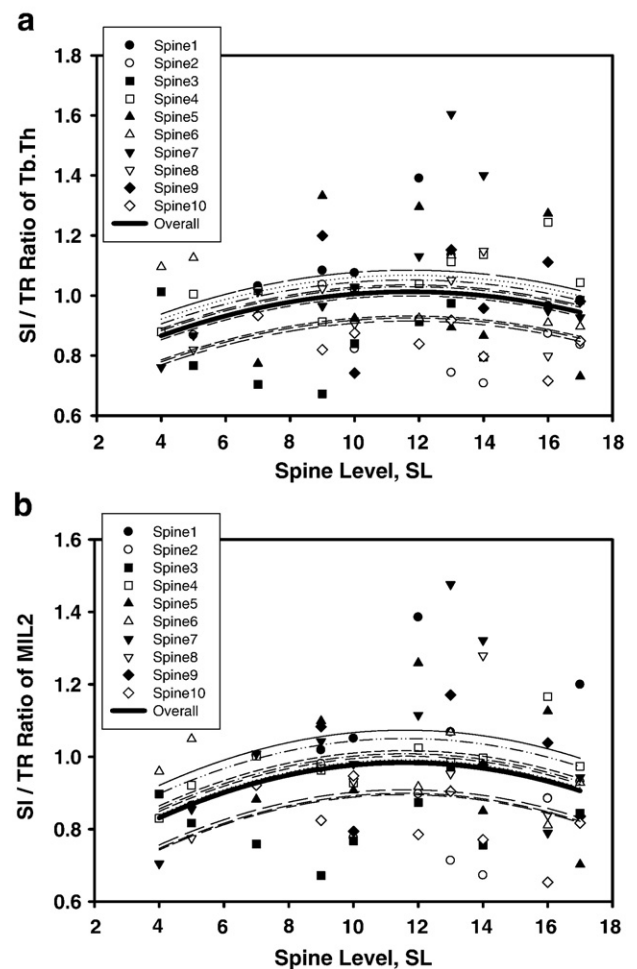 a
Spine1
Spine2
Spine3
Spine4
Spine5
Spine6
Spine7
Spine8
Spine9
Spine10
Overall
SI / TR Ratio of Tb.Th
1.8
1.6
1.4
1.2
1.0
0.8
0.6
2 4 6 8 10 12 14 16 18
Spine Level, SL
b
Spine1
Spine2
Spine3
Spine4
Spine5
Spine6
Spine7
Spine8
Spine9
Spine10
Overall
SI / TR Ratio of MIL2
1.6
1.4
1.2
1.0
0.8
0.6
2 4 6 8 10 12 14 16 18
Spine Level, SL